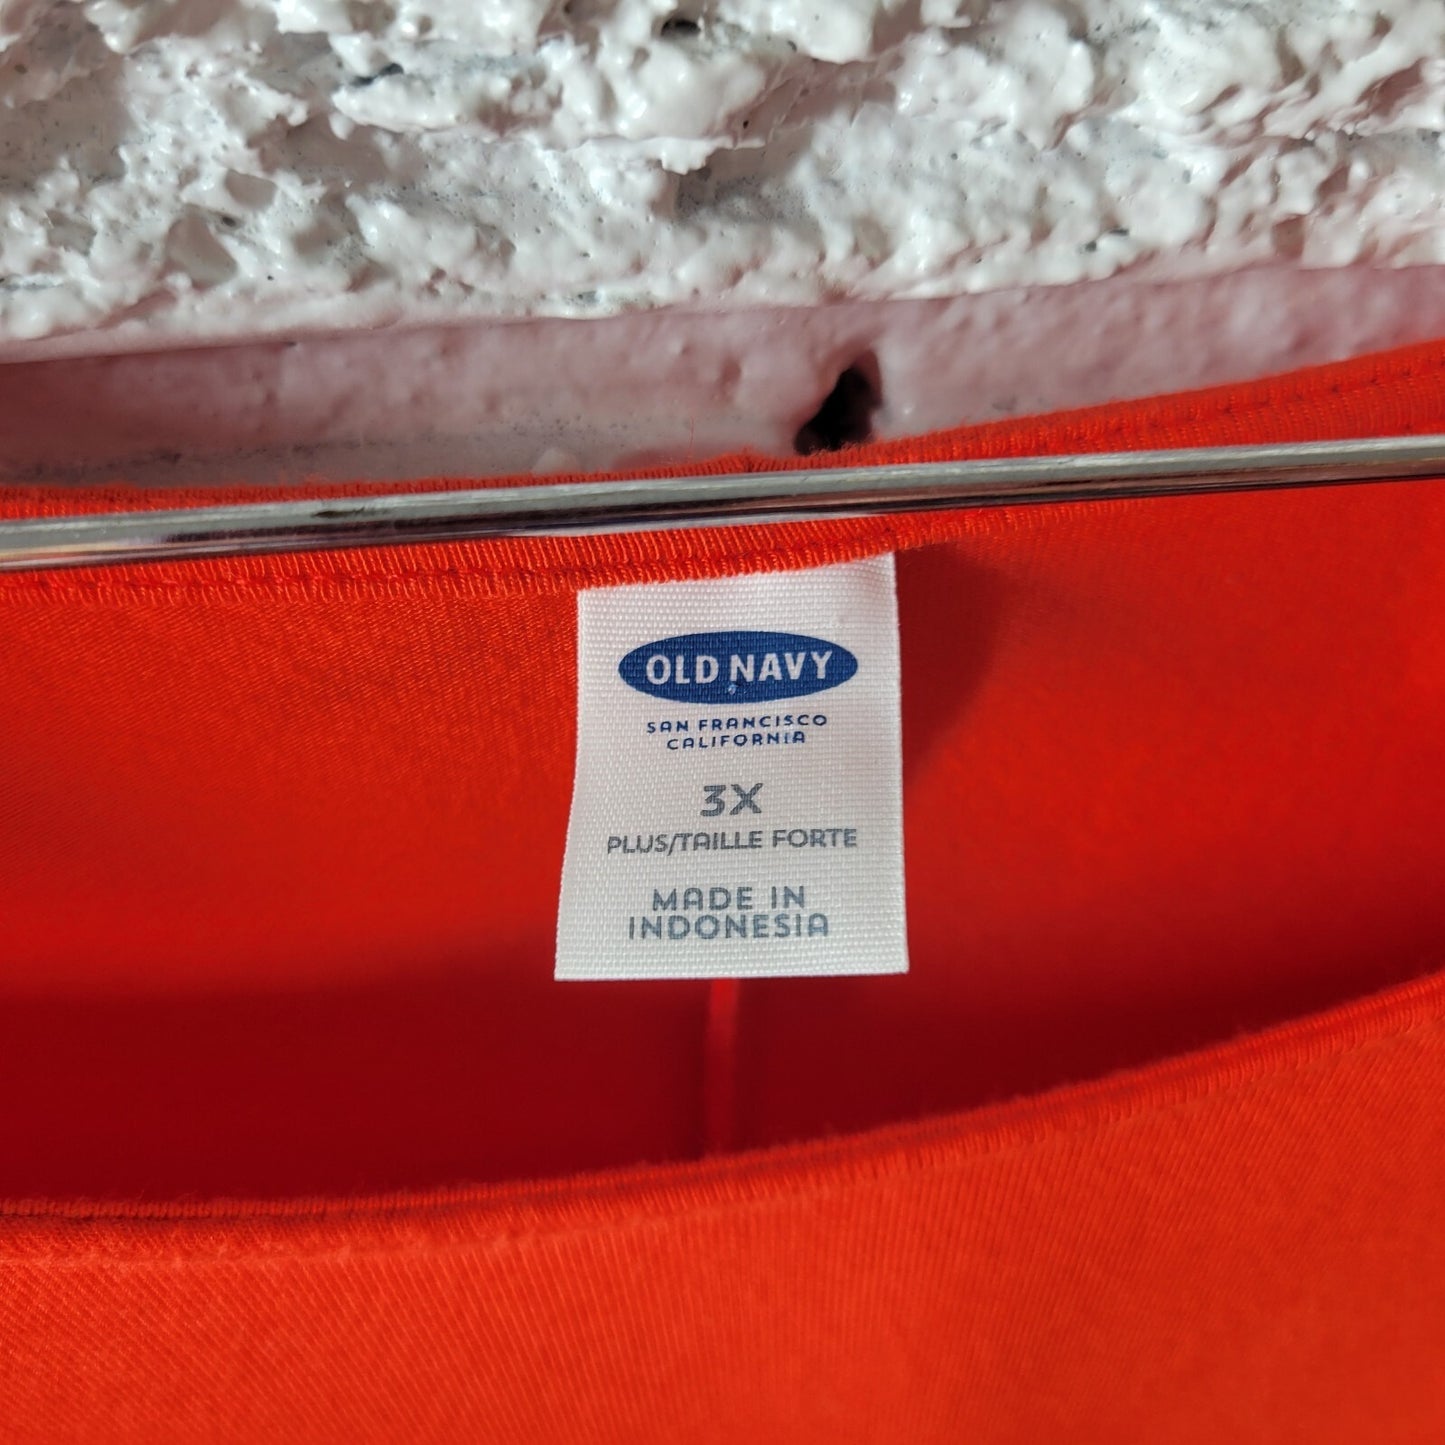 OLD NAVY
SAN FRANCISCO
CALIFORNIA
3X
PLUS/TAILLE FORTE
MADE IN
INDONESIA